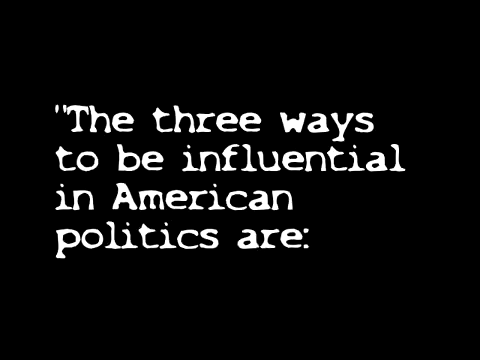 "The three ways
to be influential
in American
politics are: